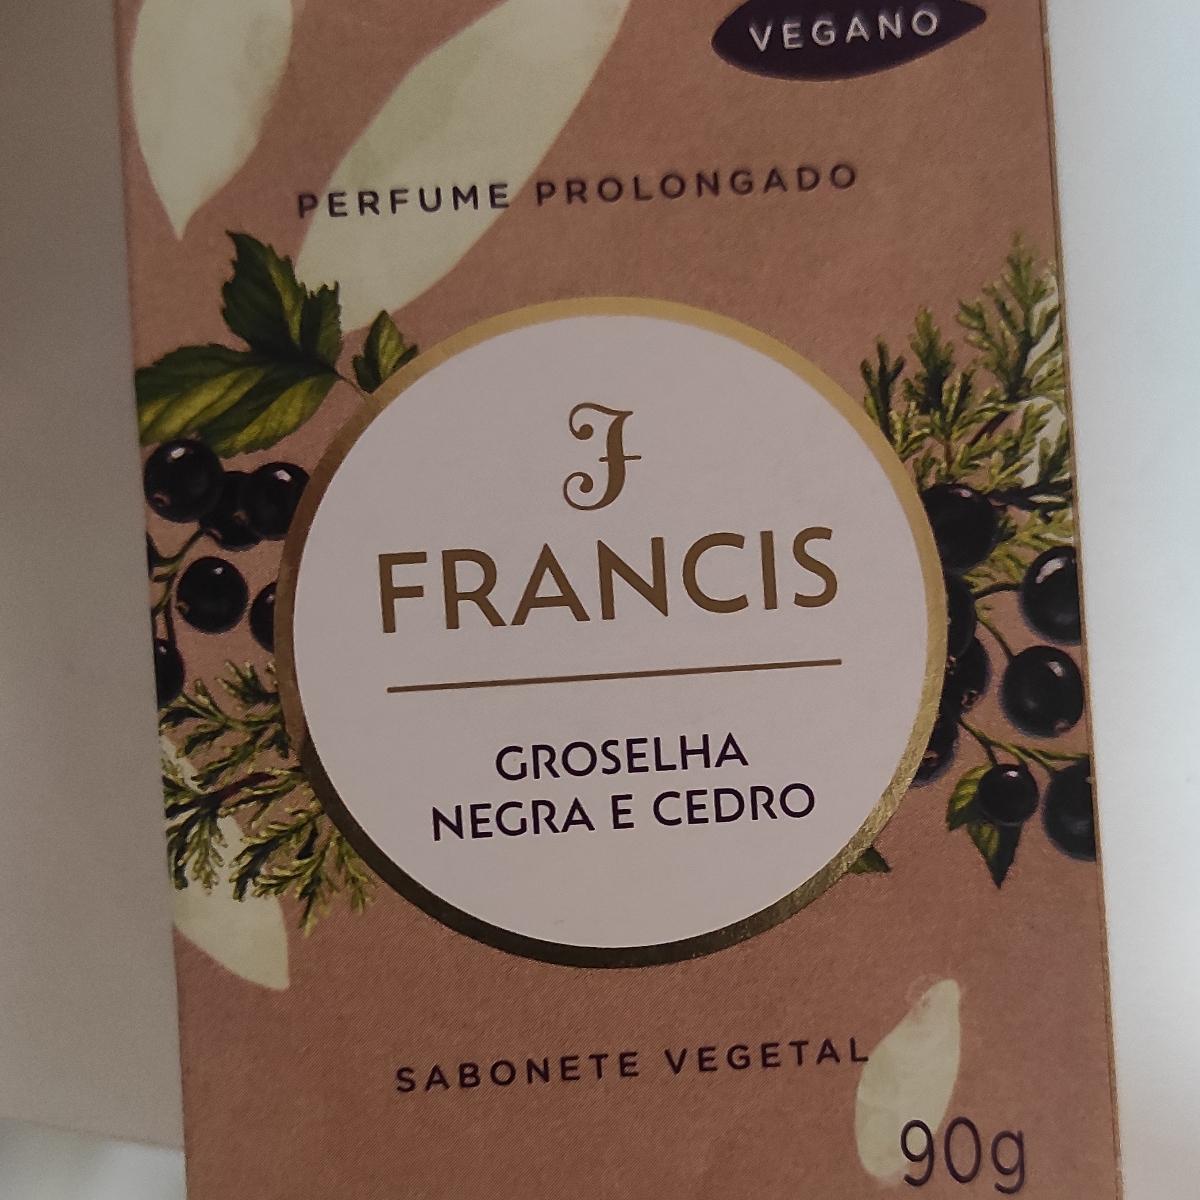 VEGANO
PERFUME PROLONGADO
F
FRANCIS
GROSELHA
NEGRA E CEDRO
SABONETE VEGETAL
90g